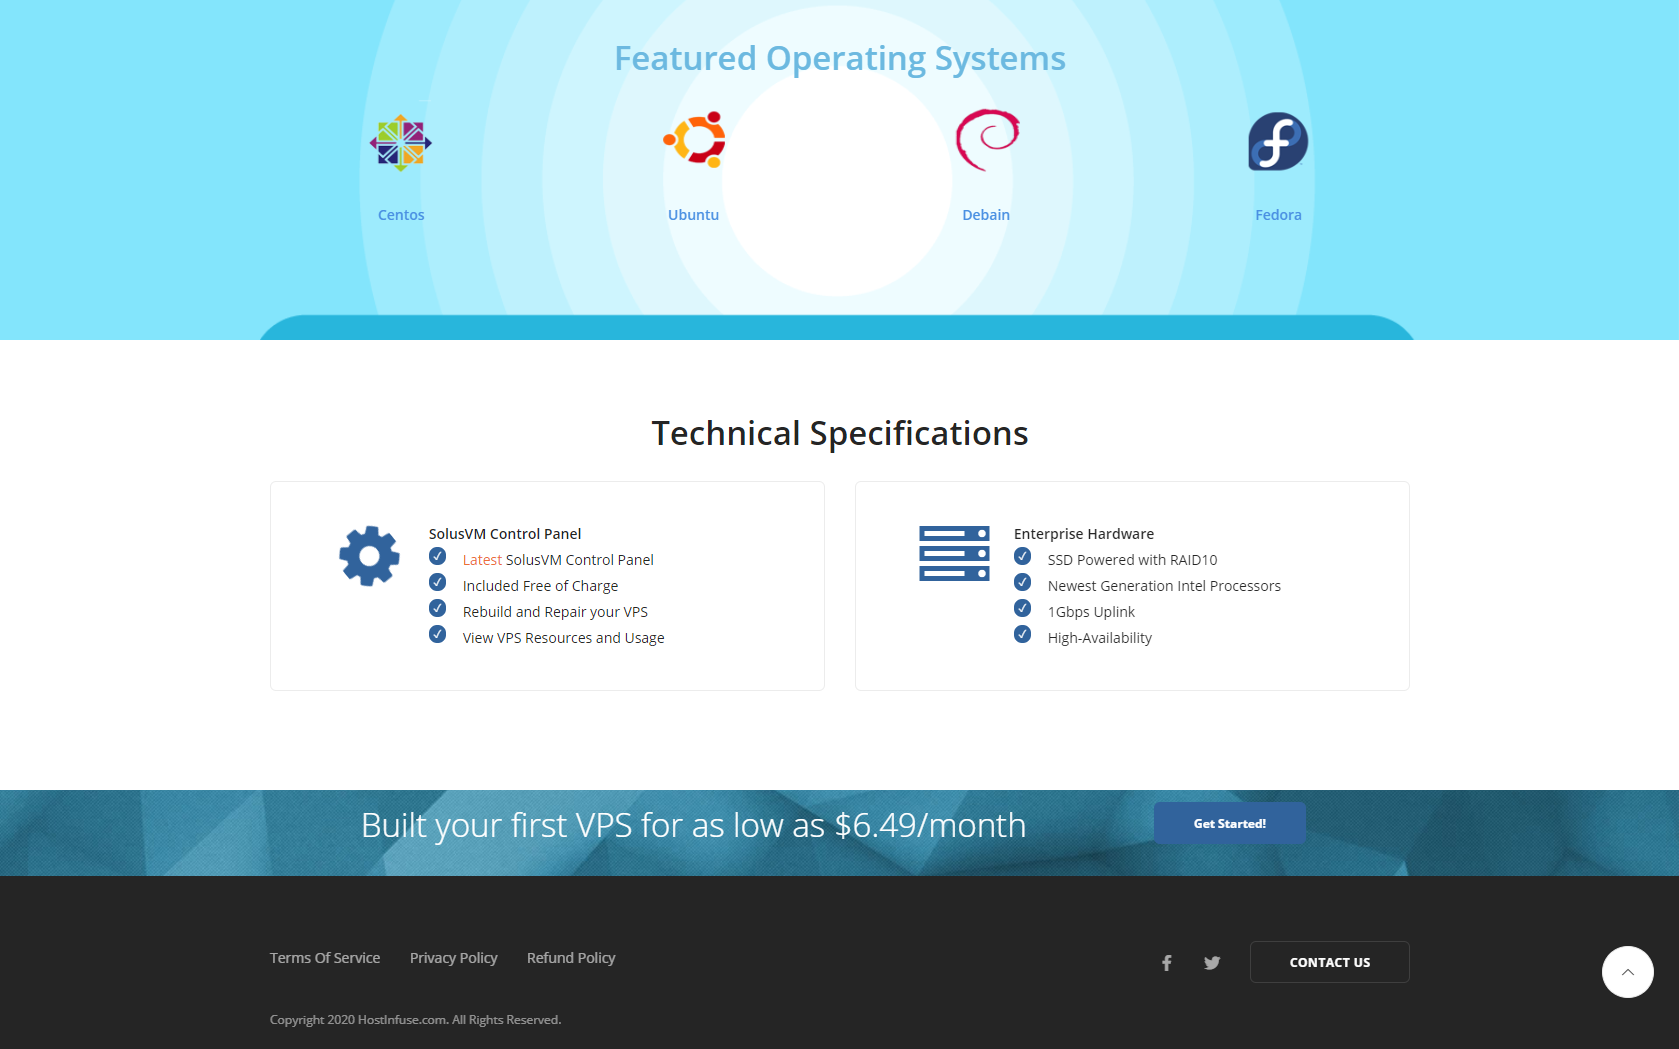 Featured Operating Systems
Centos
Ubuntu
Debain
Fedora
Technical Specifications
SolusVM Control Panel
Latest SolusVM Control Panel
Included Free of Charge
Rebuild and Repair your VPS
View VPS Resources and Usage
Enterprise Hardware
SSD Powered with RAID10
Newest Generation Intel Processors
1Gbps Uplink
High-Availability
Built your first VPS for as low as $6.49/month
Get Started!
Terms Of Service
Privacy Policy
Refund Policy
CONTACT US
Copyright 2020 HostInfuse.com. All Rights Reserved.